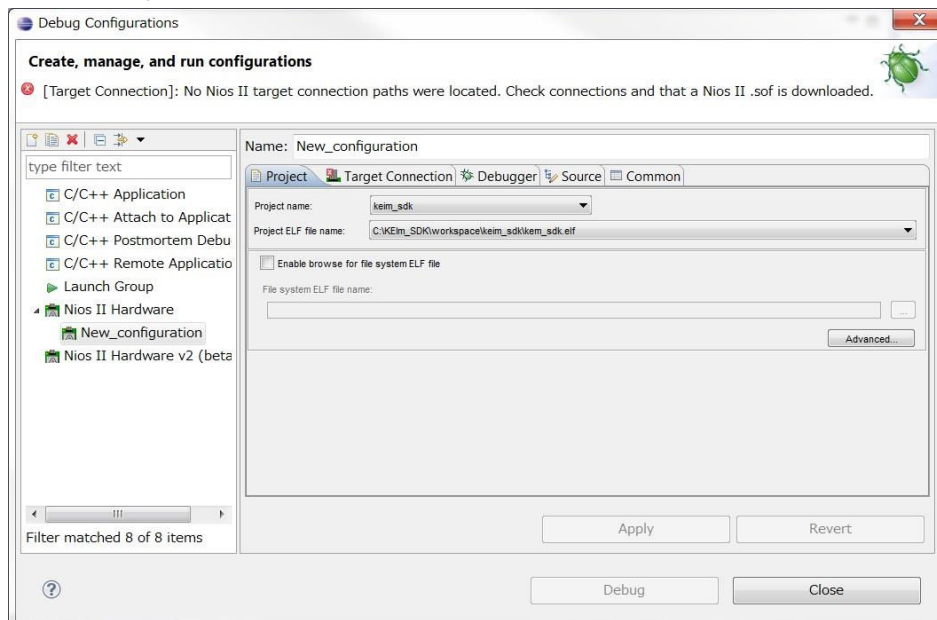 Debug Configurations
Create, manage, and run configurations
[Target Connection]: No Nios II target connection paths were located. Check connections and that a Nios II .sof is downloaded.
type filter text
C/C++ Application
C/C++ Attach to Applicat
C/C++ Postmortem Debu
C/C++ Remote Applicatio
Launch Group
Nios II Hardware
New_configuration
Nios II Hardware v2 (beta
Filter matched 8 of 8 items
Name: New_configuration
Project Target Connection Debugger Source Common
Project name: keim_sdk
Project ELF file name: C:\KEIm_SDK\workspace\keim_sdk\kem_sdk.elf
Enable browse for file system ELF file
File system ELF file name:
...
Advanced...
Apply Revert
? Debug Close